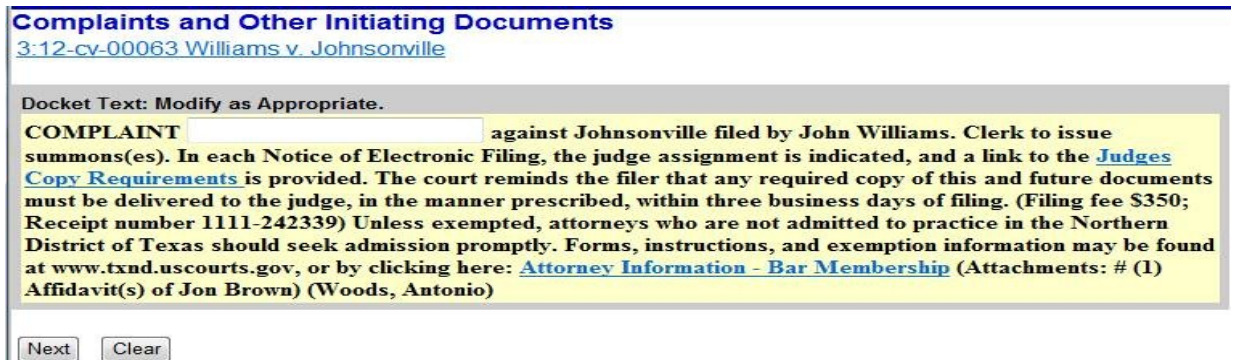 Complaints and Other Initiating Documents
3:12-cv-00063 Williams v. Johnsonville
Docket Text: Modify as Appropriate.
COMPLAINT against Johnsonville filed by John Williams. Clerk to issue
summons(es). In each Notice of Electronic Filing, the judge assignment is indicated, and a link to the Judges
Copy Requirements is provided. The court reminds the filer that any required copy of this and future documents
must be delivered to the judge, in the manner prescribed, within three business days of filing. (Filing fee $350;
Receipt number 1111-242339) Unless exempted, attorneys who are not admitted to practice in the Northern
District of Texas should seek admission promptly. Forms, instructions, and exemption information may be found
at www.txnd.uscourts.gov, or by clicking here: Attorney Information - Bar Membership (Attachments: # (1)
Affidavit(s) of Jon Brown) (Woods, Antonio)
Next Clear